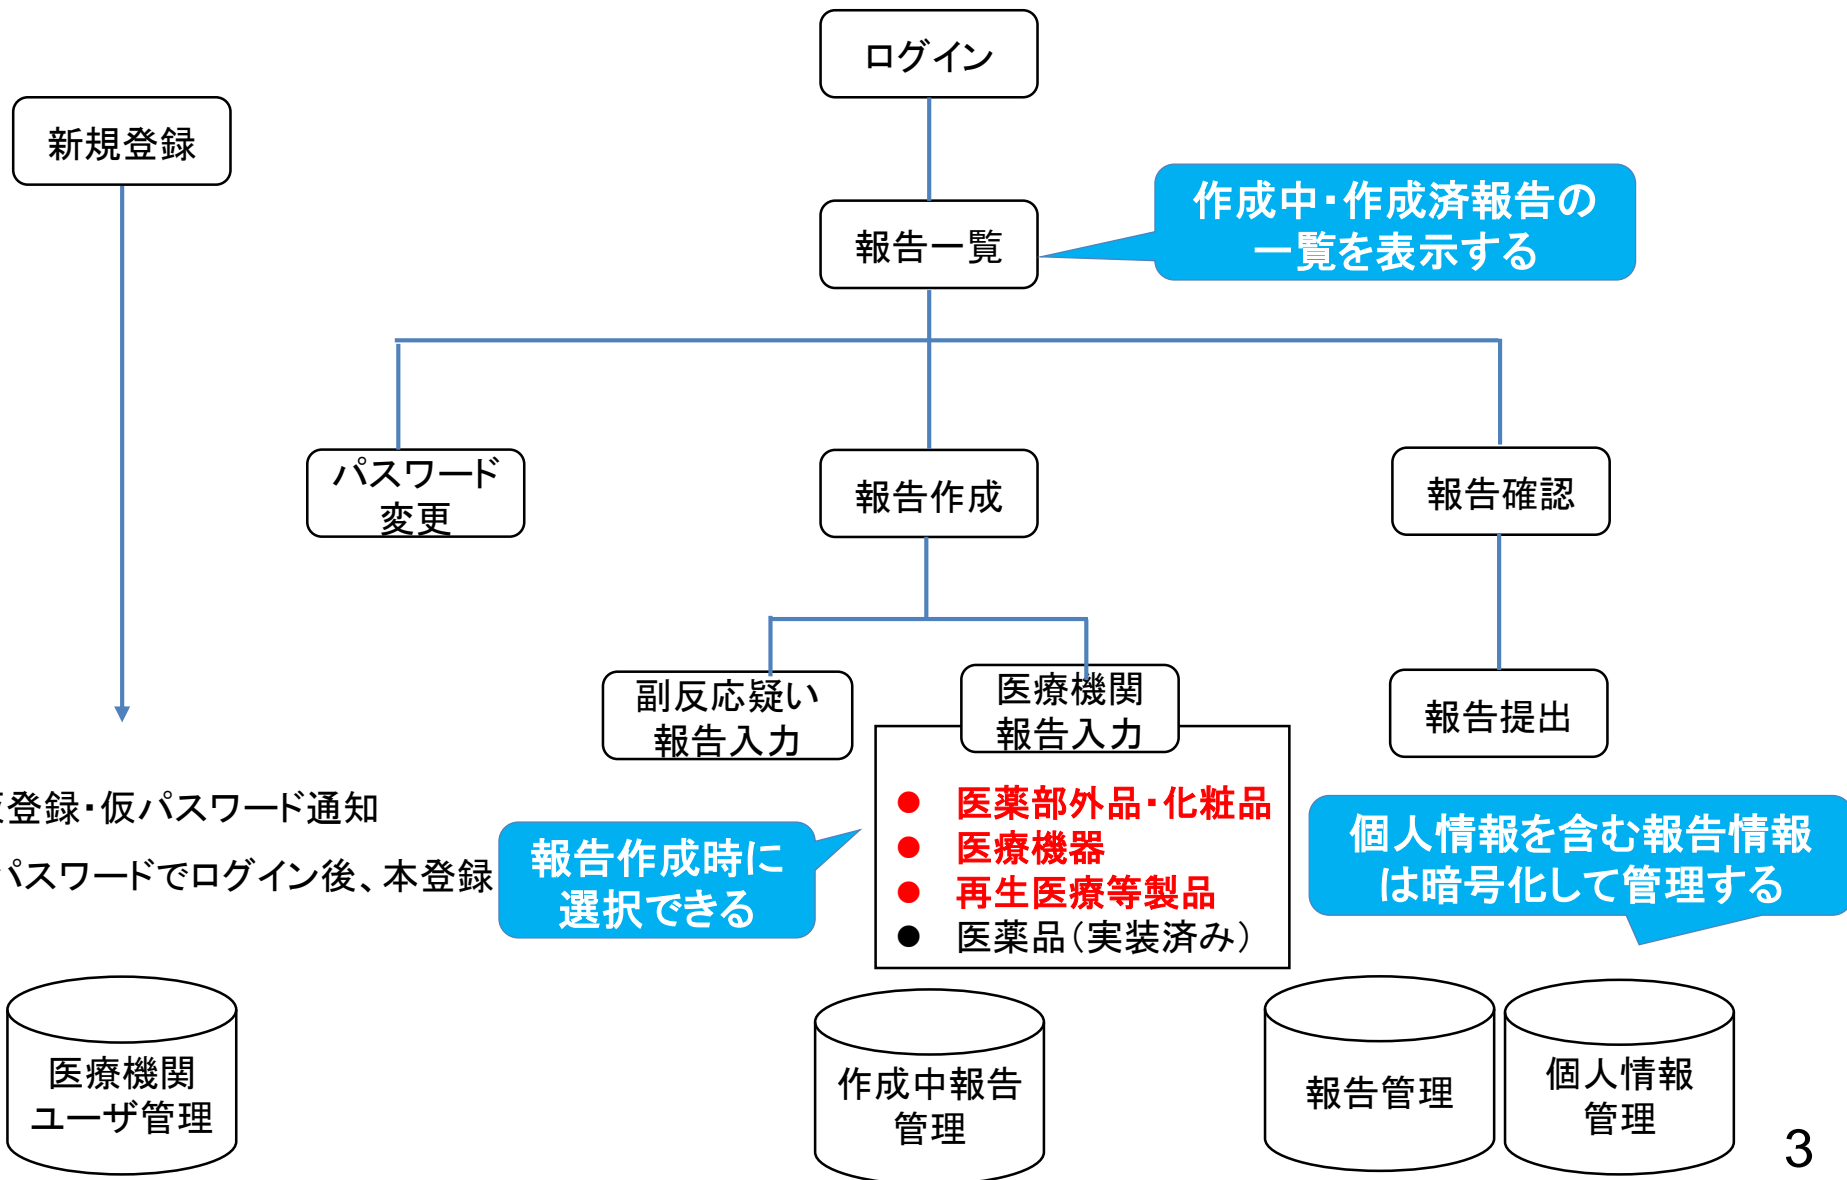 ログイン
新規登録
作成中・作成済報告の
一覧を表示する
報告一覧
パスワード
変更
報告作成
報告確認
副反応疑い
報告入力
医療機関
報告入力
報告提出
登録・仮パスワード通知
パスワードでログイン後、本登録
報告作成時に
選択できる
● 医薬部外品・化粧品
● 医療機器
● 再生医療等製品
● 医薬品（実装済み）
個人情報を含む報告情報
は暗号化して管理する
医療機関
ユーザ管理
作成中報告
管理
報告管理
個人情報
管理
3